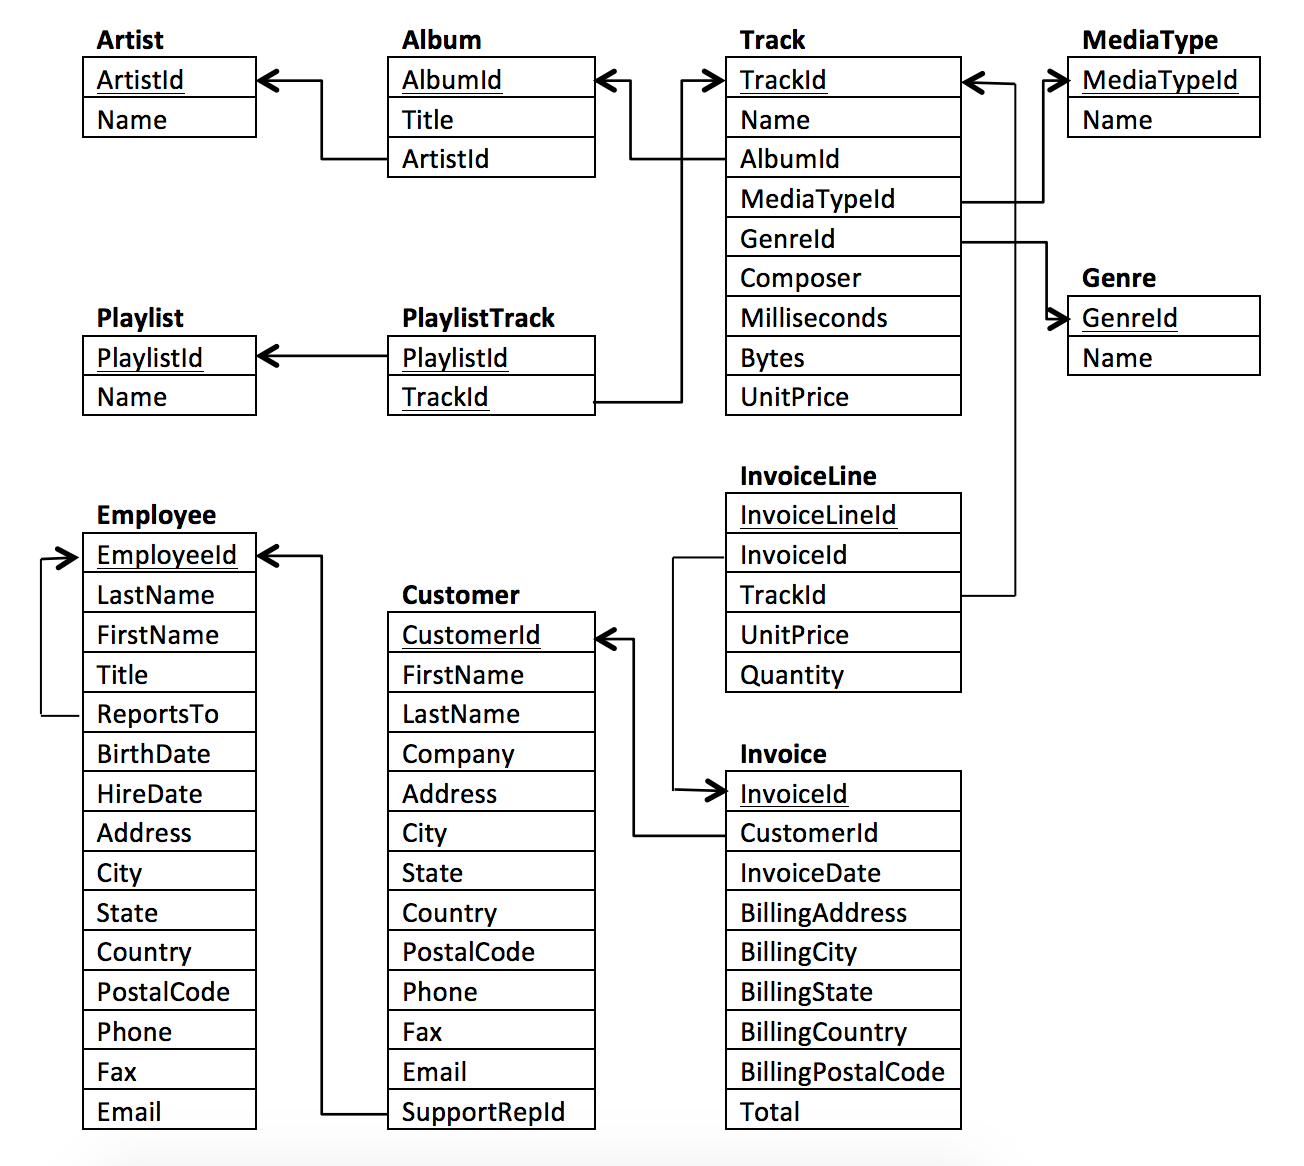 Artist
ArtistId
Name
Album
AlbumId
Title
ArtistId
Track
TrackId
Name
AlbumId
MediaTypeId
GenreId
Composer
Milliseconds
Bytes
UnitPrice
MediaType
MediaTypeId
Name
Genre
GenreId
Name
Playlist
PlaylistId
Name
PlaylistTrack
PlaylistId
TrackId
Employee
EmployeeId
LastName
FirstName
Title
ReportsTo
BirthDate
HireDate
Address
City
State
Country
PostalCode
Phone
Fax
Email
Customer
CustomerId
FirstName
LastName
Company
Address
City
State
Country
PostalCode
Phone
Fax
Email
SupportRepId
InvoiceLine
InvoiceLineId
InvoiceId
TrackId
UnitPrice
Quantity
Invoice
InvoiceId
CustomerId
InvoiceDate
BillingAddress
BillingCity
BillingState
BillingCountry
BillingPostalCode
Total